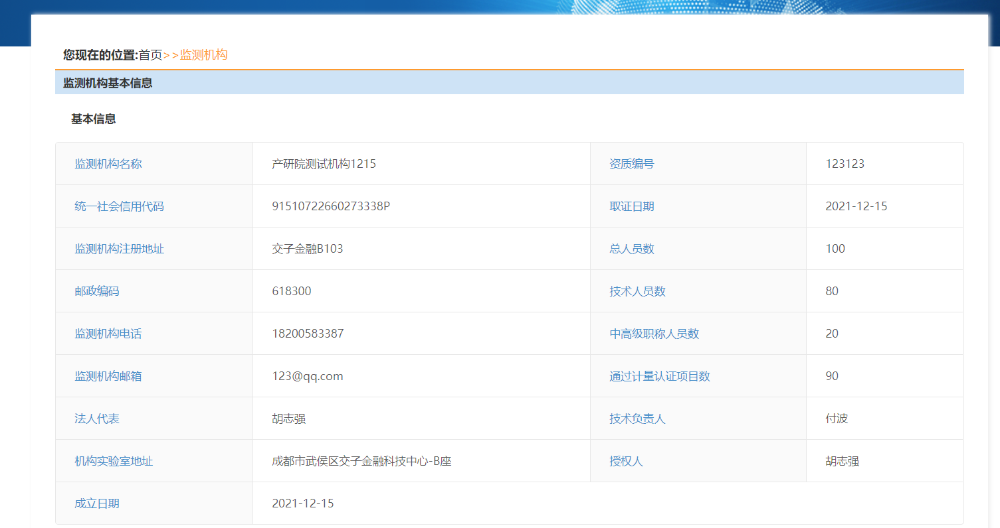 您现在的位置:首页>>监测机构
监测机构基本信息
基本信息
监测机构名称 产研院测试机构1215 资质编号 123123
统一社会信用代码 91510722660273338P 取证日期 2021-12-15
监测机构注册地址 交子金融B103 总人员数 100
邮政编码 618300 技术人员数 80
监测机构电话 18200583387 中高级职称人员数 20
监测机构邮箱 123@qq.com 通过计量认证项目数 90
法人代表 胡志强 技术负责人 付波
机构实验室地址 成都市武侯区交子金融科技中心-B座 授权人 胡志强
成立日期 2021-12-15